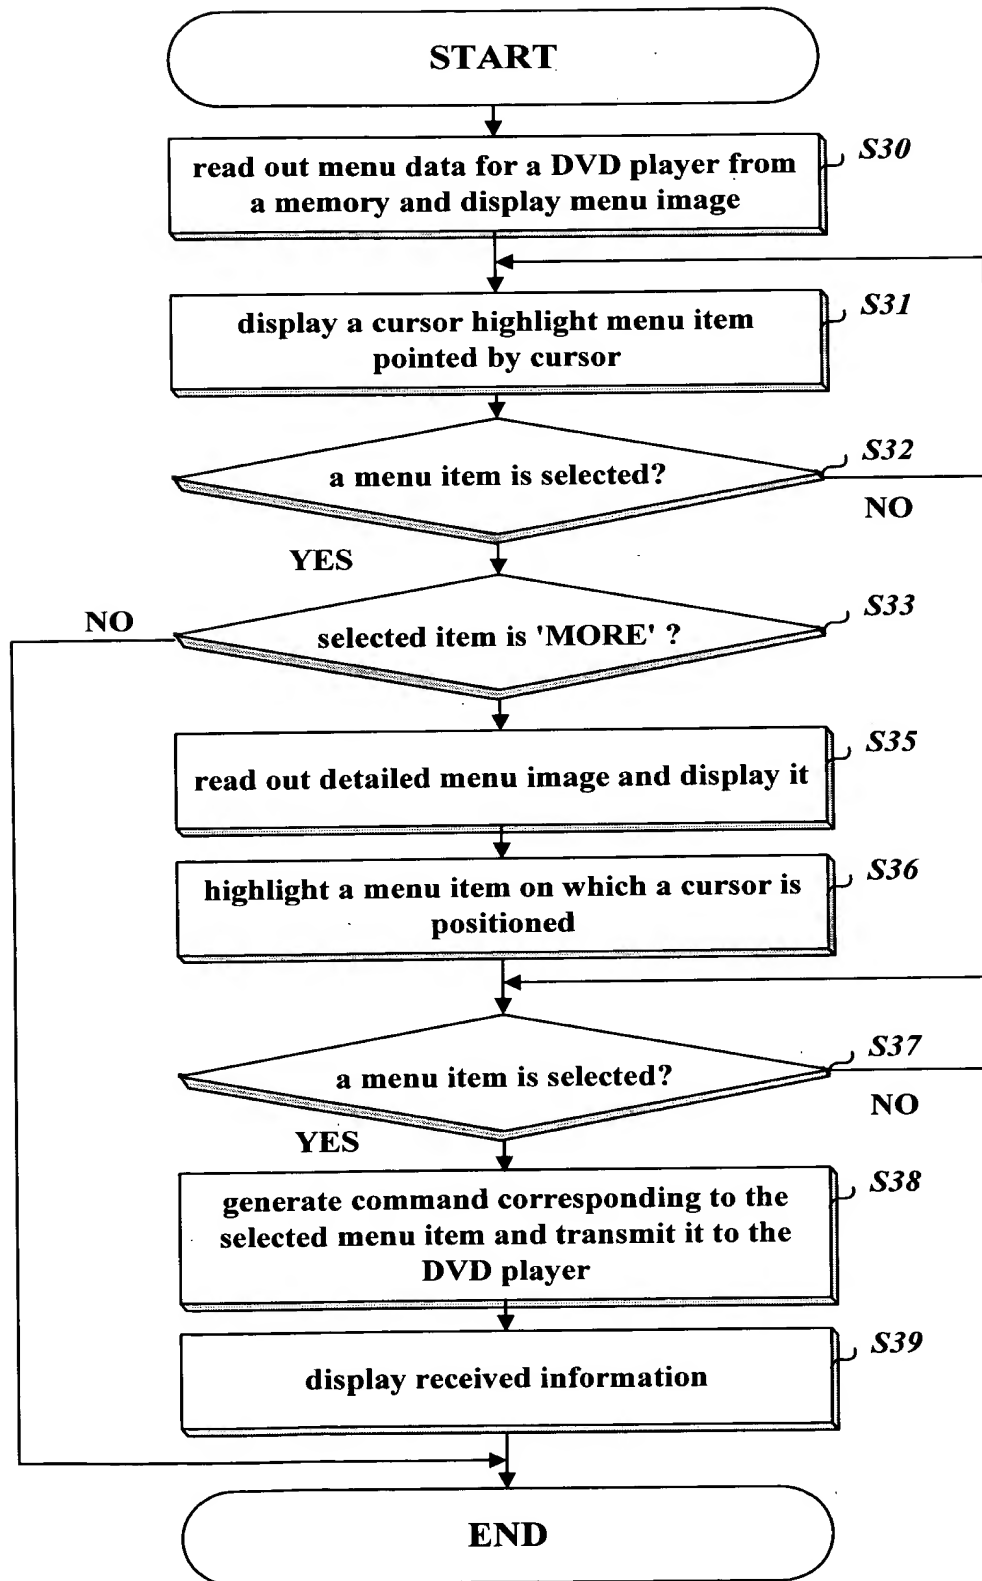 START
read out menu data for a DVD player from
a memory and display menu image
S30
display a cursor highlight menu item
pointed by cursor
S31
a menu item is selected?
S32
NO
YES
selected item is 'MORE' ?
S33
NO
read out detailed menu image and display it
S35
highlight a menu item on which a cursor is
positioned
S36
a menu item is selected?
S37
NO
YES
generate command corresponding to the
selected menu item and transmit it to the
DVD player
S38
display received information
S39
END